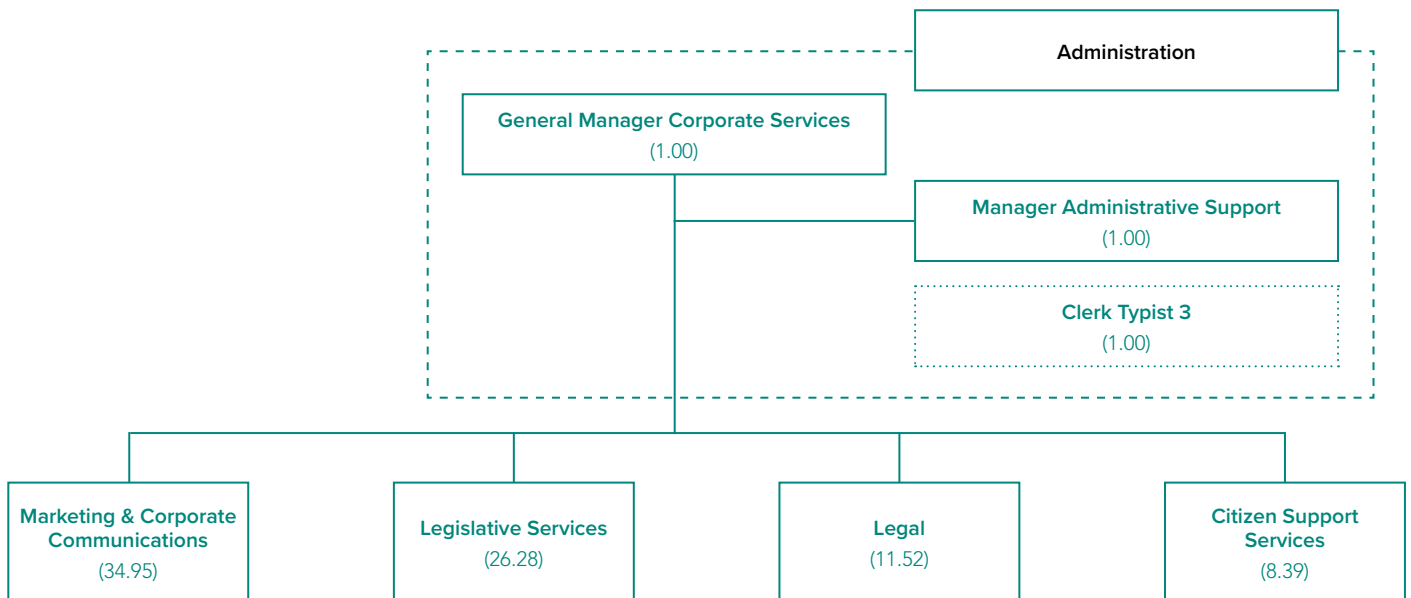 Administration
General Manager Corporate Services
(1.00)
Manager Administrative Support
(1.00)
Clerk Typist 3
(1.00)
Marketing & Corporate
Communications
(34.95)
Legislative Services
(26.28)
Legal
(11.52)
Citizen Support
Services
(8.39)